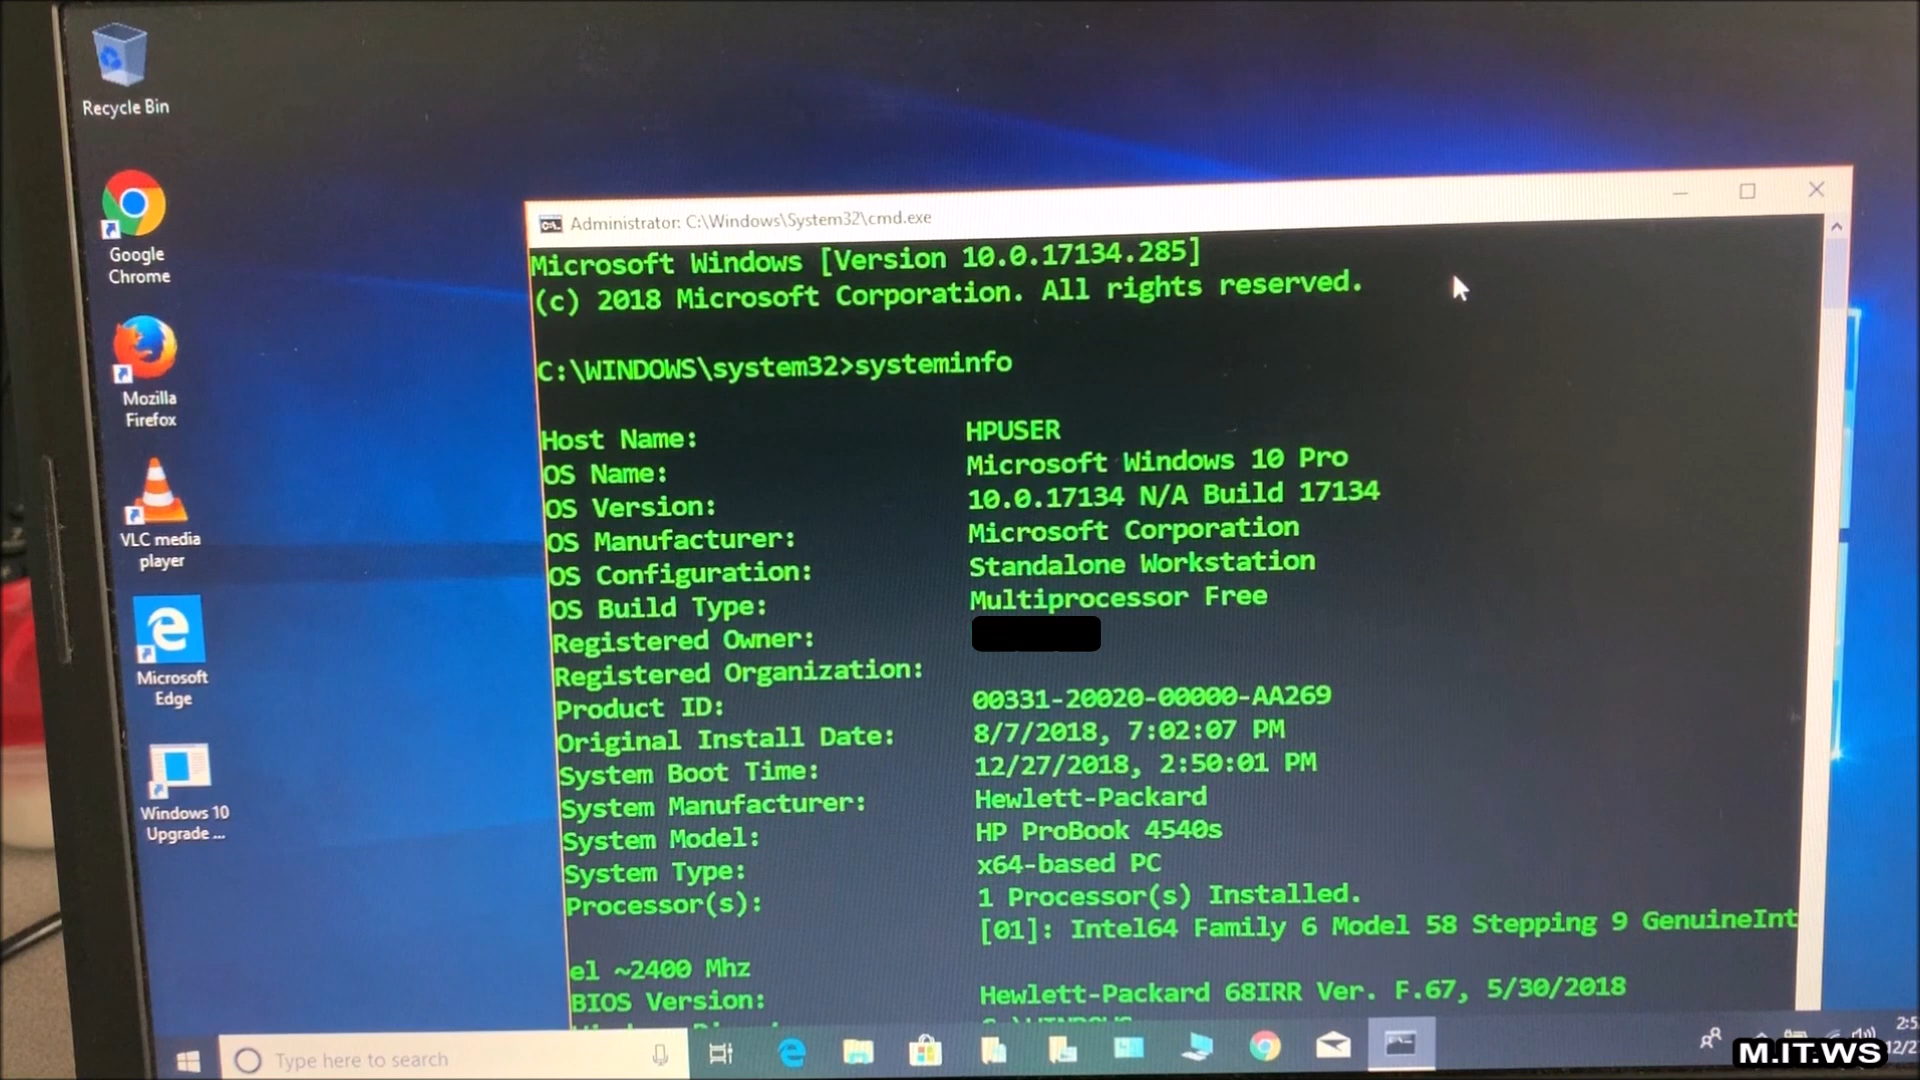 Recycle Bin
Google
Chrome
Mozilla
Firefox
VLC media
player
Microsoft
Edge
Windows 10
Upgrade ...
Administrator: C:\Windows\System32\cmd.exe
Microsoft Windows [Version 10.0.17134.285]
(c) 2018 Microsoft Corporation. All rights reserved.
C:\WINDOWS\system32>systeminfo
Host Name: HPUSER
OS Name: Microsoft Windows 10 Pro
OS Version: 10.0.17134 N/A Build 17134
OS Manufacturer: Microsoft Corporation
OS Configuration: Standalone Workstation
OS Build Type: Multiprocessor Free
Registered Owner:
Registered Organization:
Product ID: 00331-20020-00000-AA269
Original Install Date: 8/7/2018, 7:02:07 PM
System Boot Time: 12/27/2018, 2:50:01 PM
System Manufacturer: Hewlett-Packard
System Model: HP ProBook 4540s
System Type: x64-based PC
Processor(s): 1 Processor(s) Installed.
[01]: Intel64 Family 6 Model 58 Stepping 9 GenuineInt
el ~2400 Mhz
BIOS Version: Hewlett-Packard 68IRR Ver. F.67, 5/30/2018
Type here to search
M.IT.WS